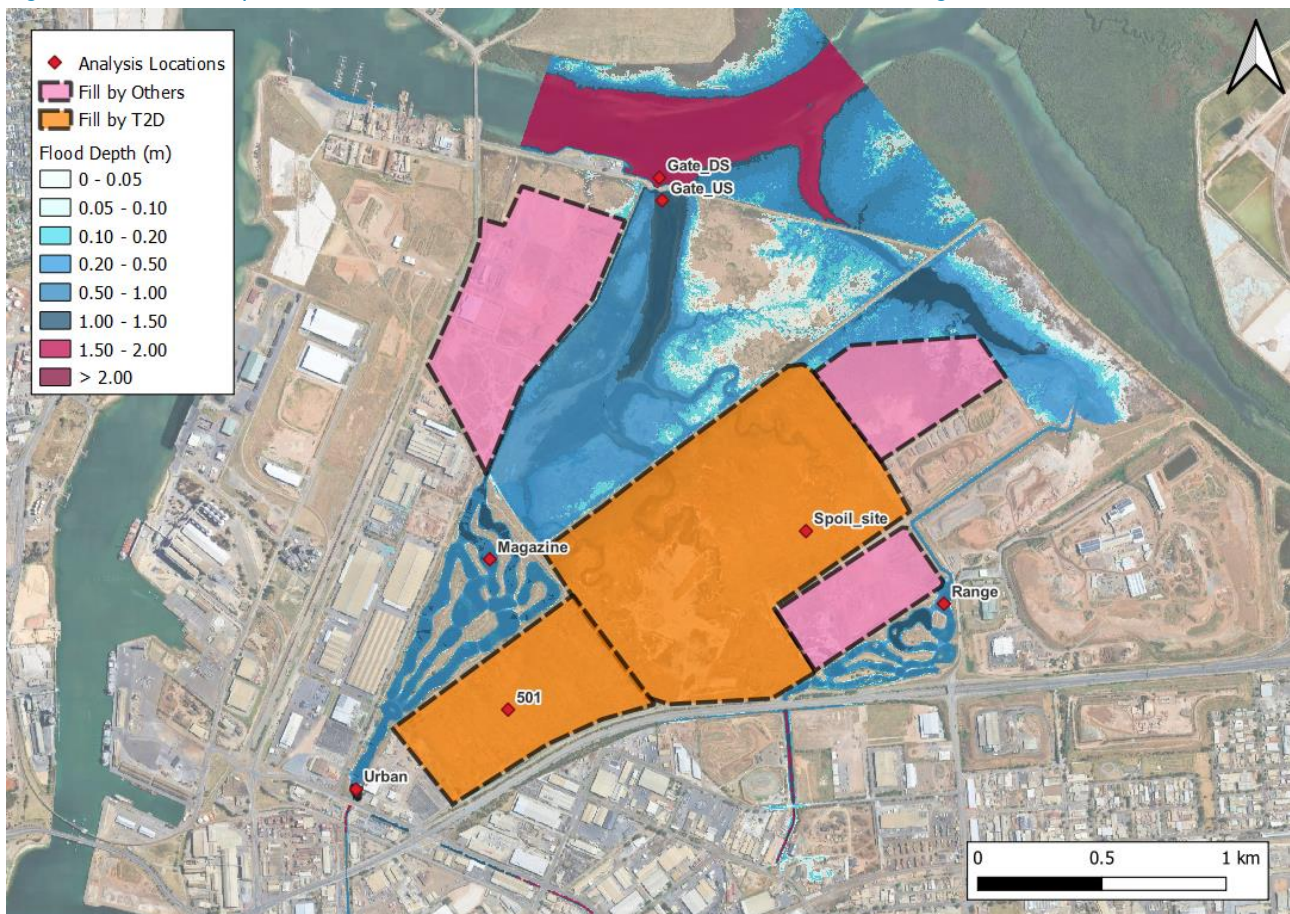 Analysis Locations
Fill by Others
Fill by T2D
Flood Depth (m)
0 - 0.05
0.05 - 0.10
0.10 - 0.20
0.20 - 0.50
0.50 - 1.00
1.00 - 1.50
1.50 - 2.00
> 2.00
Gate_DS
Gate_US
Spoil_site
Magazine
Range
501
Urban
0 0.5 1 km